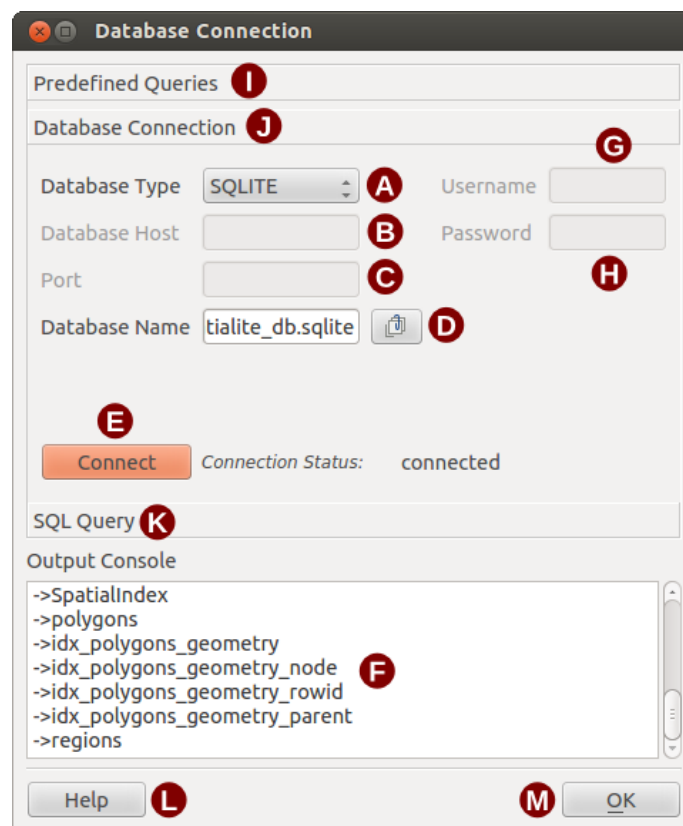 Database Connection
Predefined Queries I
Database Connection J
G
Database Type SQLITE A Username
Database Host B Password
Port C H
Database Name tialite_db.sqlite D
E
Connect Connection Status: connected
SQL Query K
Output Console
->SpatialIndex
->polygons
->idx_polygons_geometry
->idx_polygons_geometry_node F
->idx_polygons_geometry_rowid
->idx_polygons_geometry_parent
->regions
Help L M OK